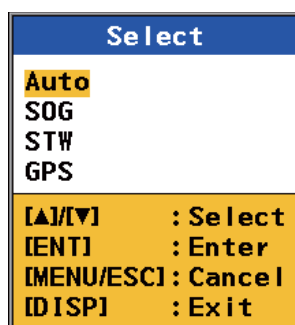 Select
Auto
SOG
STW
GPS
[▲]/[▼] :Select
[ENT] :Enter
[MENU/ESC]:Cancel
[DISP] :Exit